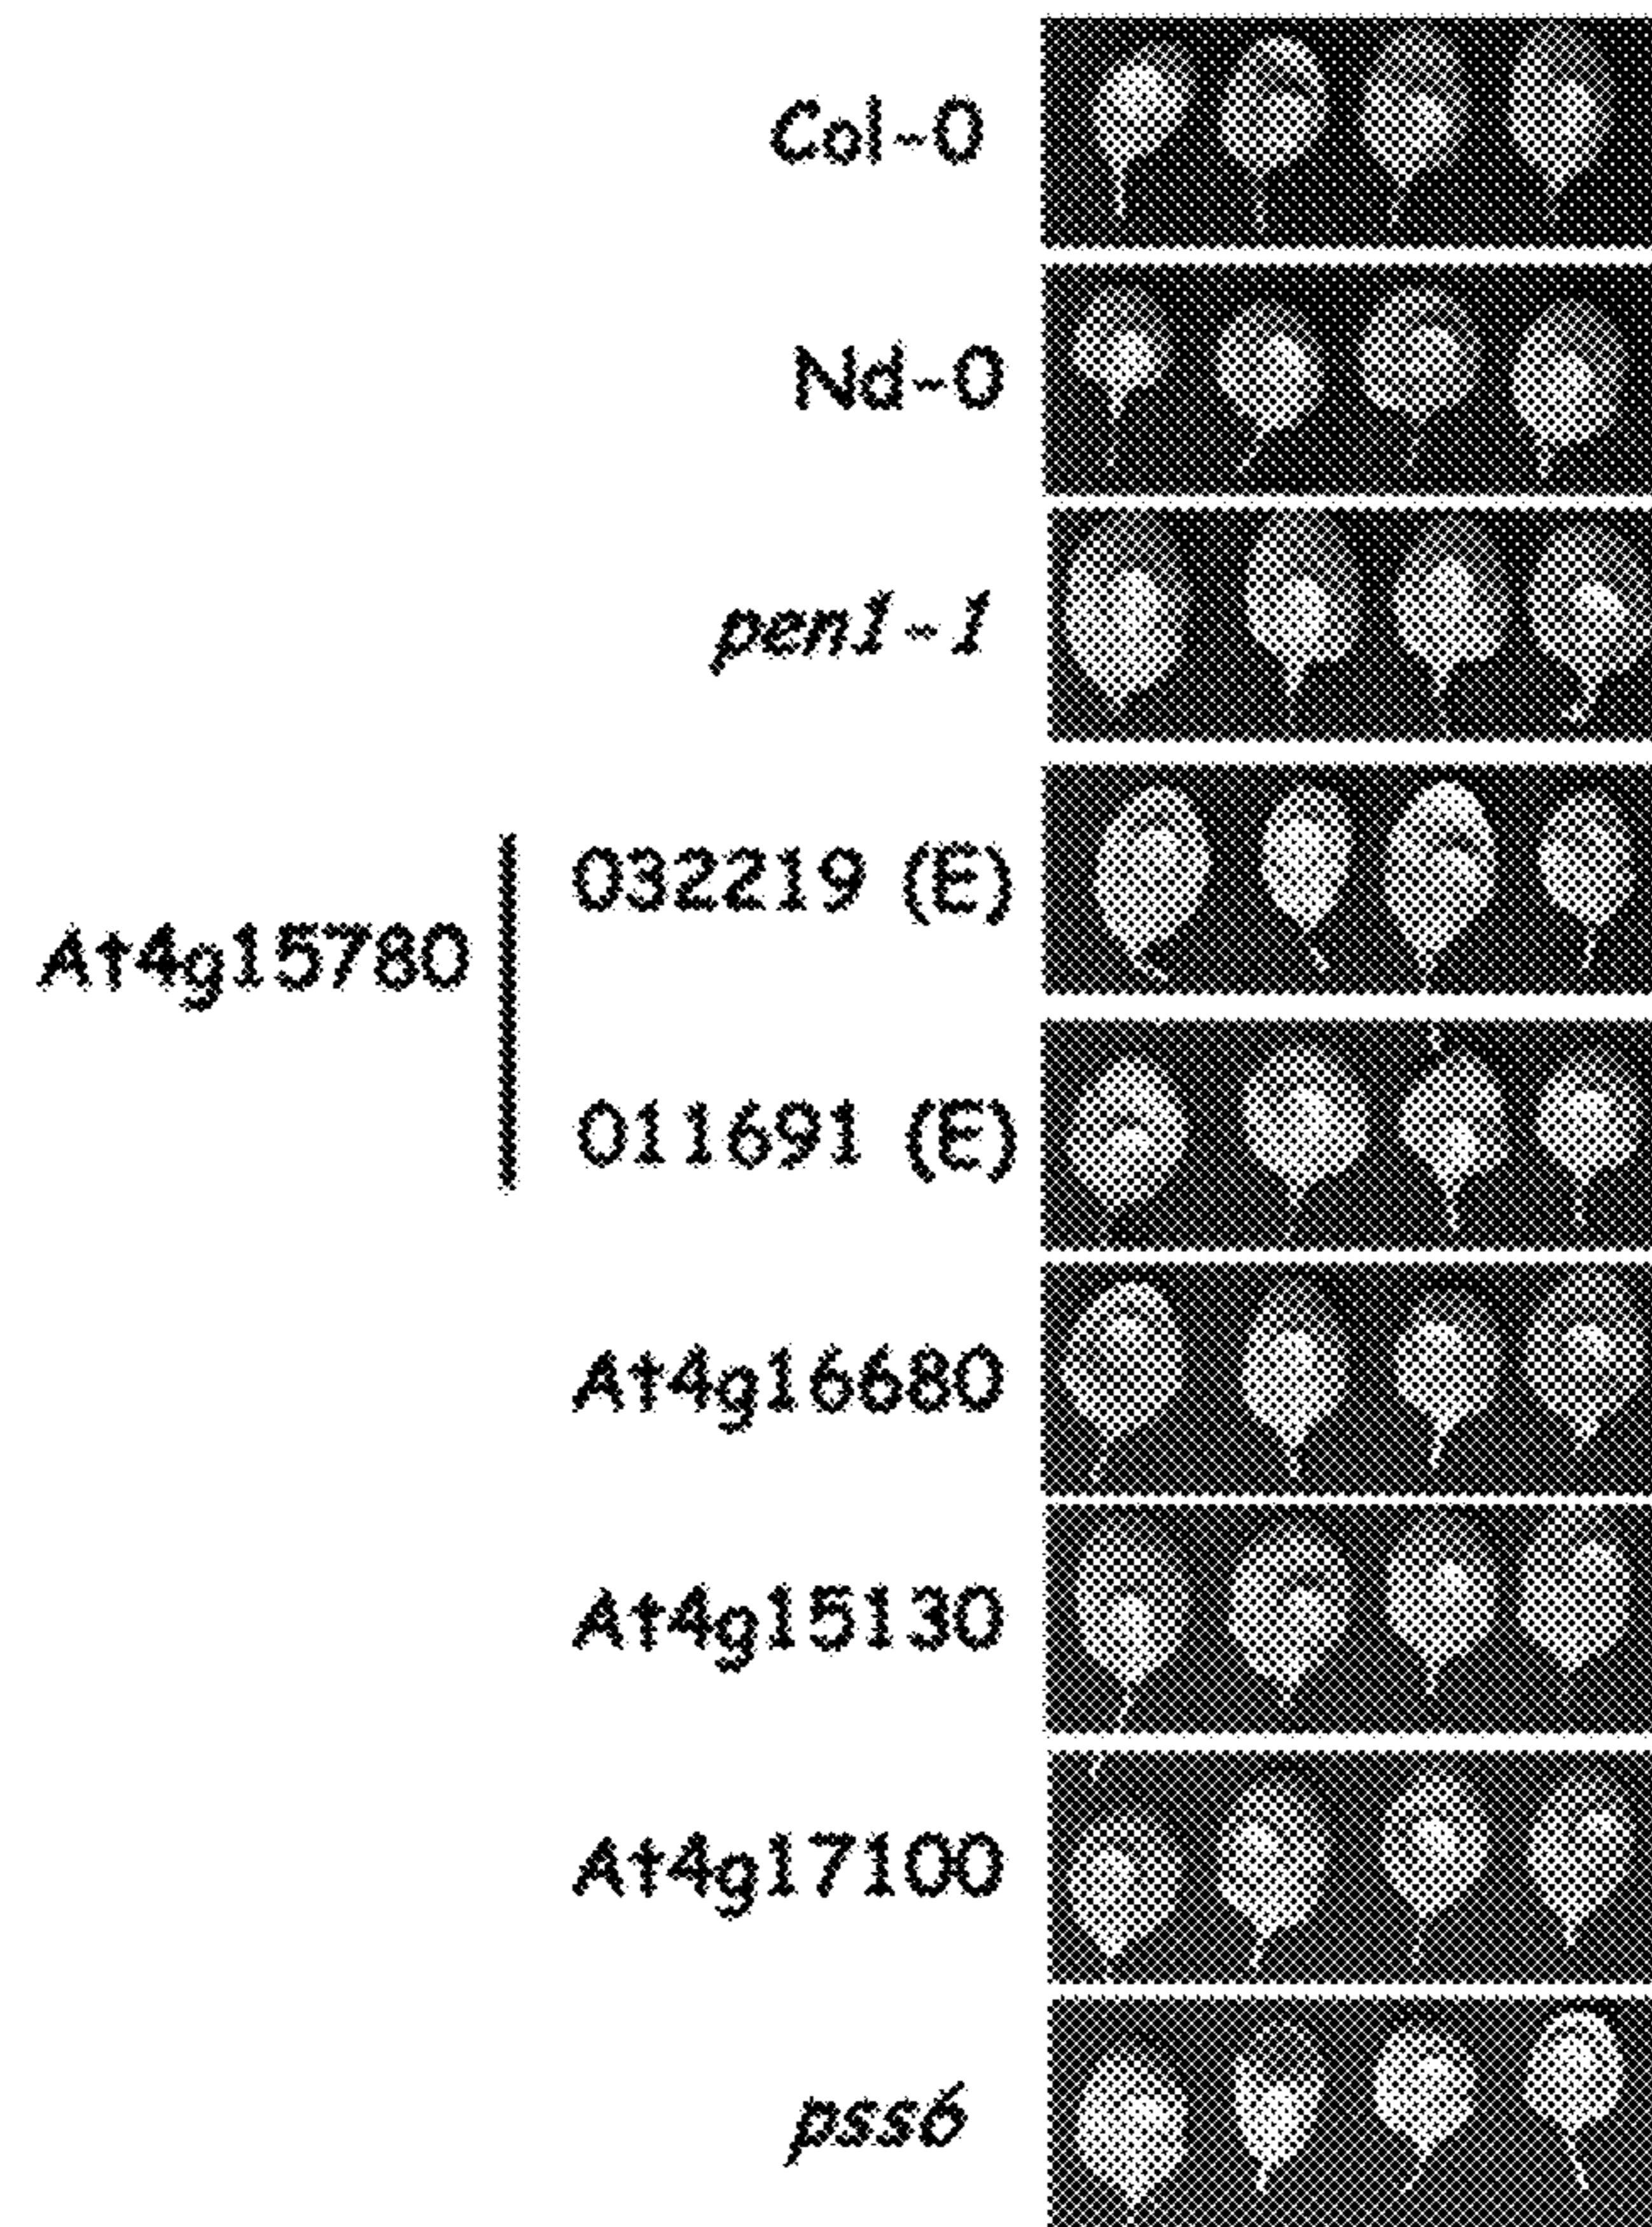 Col-0
Nd-0
pen1-1
At4g15780
032219 (E)
011691 (E)
At4g16680
At4g15130
At4g17100
pss6